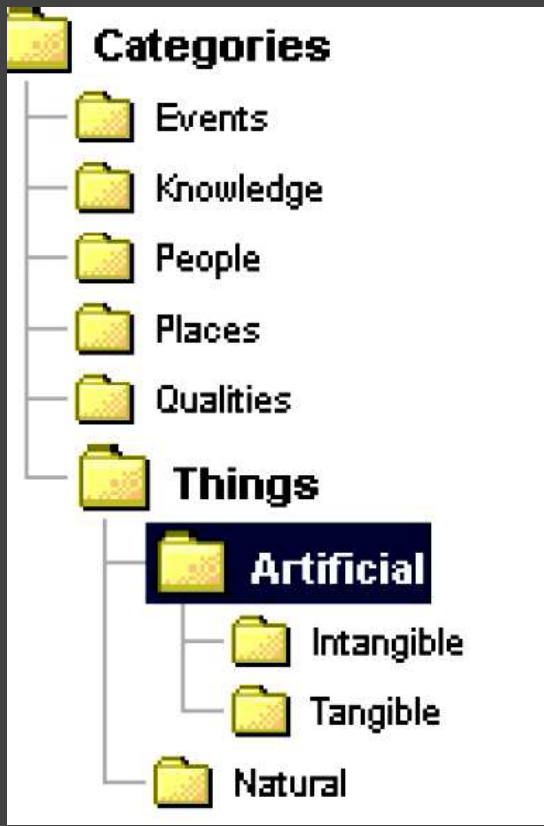 Categories
Events
Knowledge
People
Places
Qualities
Things
Artificial
Intangible
Tangible
Natural